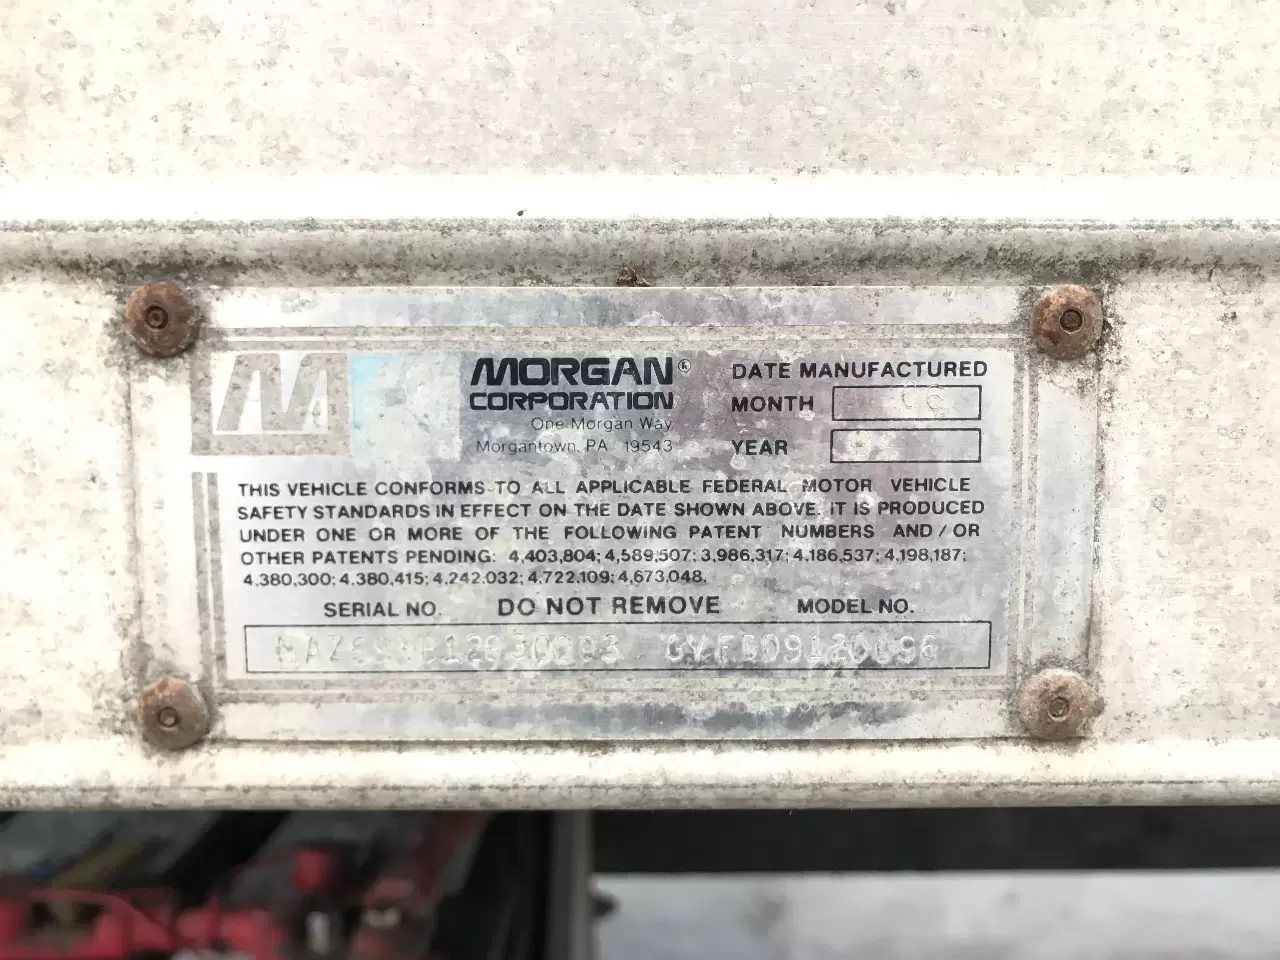 MORGAN®
CORPORATION
One Morgan Way
Morgantown, PA 19543
DATE MANUFACTURED
MONTH
YEAR
THIS VEHICLE CONFORMS TO ALL APPLICABLE FEDERAL MOTOR VEHICLE
SAFETY STANDARDS IN EFFECT ON THE DATE SHOWN ABOVE. IT IS PRODUCED
UNDER ONE OR MORE OF THE FOLLOWING PATENT NUMBERS AND/OR
OTHER PATENTS PENDING: 4,403,804; 4,589,507; 3,986,317; 4,186,537; 4,198,187;
4,380,300; 4,380,415; 4,242,032; 4,722,109; 4,673,048.
SERIAL NO. DO NOT REMOVE MODEL NO.